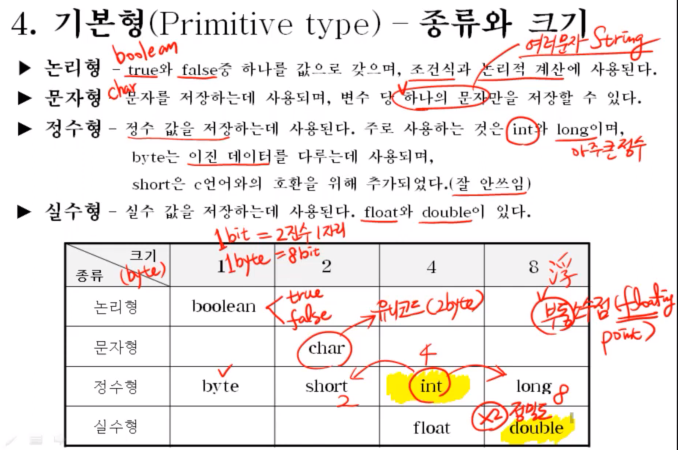 4. 기본형(Primitive type) – 종류와 크기
boolean
여러문자 String
▶ 논리형 – true와 false중 하나를 값으로 갖으며, 조건식과 논리적 계산에 사용된다.
char
▶ 문자형 – 문자를 저장하는데 사용되며, 변수 당 하나의 문자만을 저장할 수 있다.
▶ 정수형 – 정수 값을 저장하는데 사용된다. 주로 사용하는 것은 int와 long이며,
아주큰정수
byte는 이진 데이터를 다루는데 사용되며,
short은 c언어와의 호환을 위해 추가되었다.(잘 안쓰임)
▶ 실수형 – 실수 값을 저장하는데 사용된다. float와 double이 있다.
1bit = 2진수 1자리
1byte = 8bit
크기 (byte)
종류
1 2 4 8
논리형 boolean
true
false
유니코드(2byte)
부동소수점(floating point)
문자형 char
4
정수형 byte short int long
2
8
x2 정밀도
실수형 float double